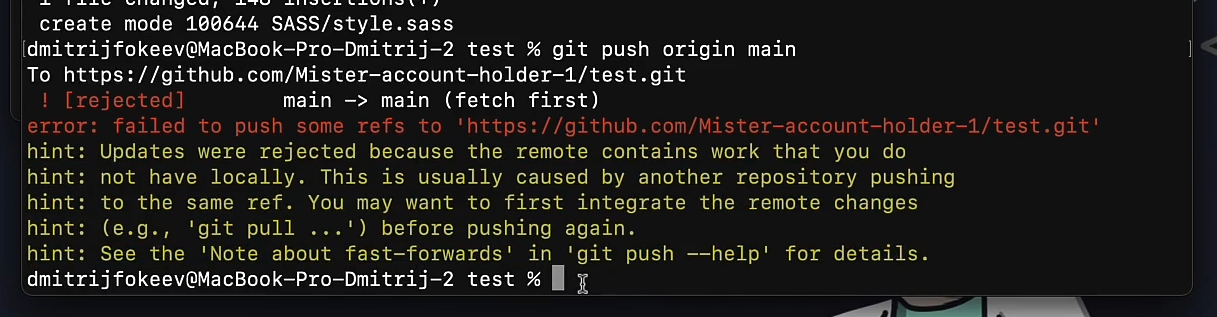 1 file changed, 148 insertions(+)
create mode 100644 SASS/style.sass
[dmitrijfokeev@MacBook-Pro-Dmitrij-2 test % git push origin main ]
To https://github.com/Mister-account-holder-1/test.git
! [rejected] main -> main (fetch first)
error: failed to push some refs to 'https://github.com/Mister-account-holder-1/test.git'
hint: Updates were rejected because the remote contains work that you do
hint: not have locally. This is usually caused by another repository pushing
hint: to the same ref. You may want to first integrate the remote changes
hint: (e.g., 'git pull ...') before pushing again.
hint: See the 'Note about fast-forwards' in 'git push --help' for details.
dmitrijfokeev@MacBook-Pro-Dmitrij-2 test %